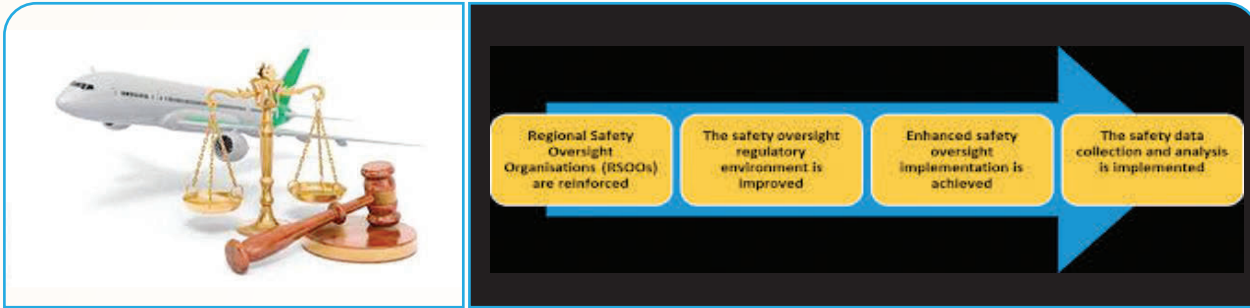 Regional Safety
Oversight
Organisations (RSOOs)
are reinforced
The safety oversight
regulatory
environment is
improved
Enhanced safety
oversight
implementation is
achieved
The safety data
collection and analysis
is implemented